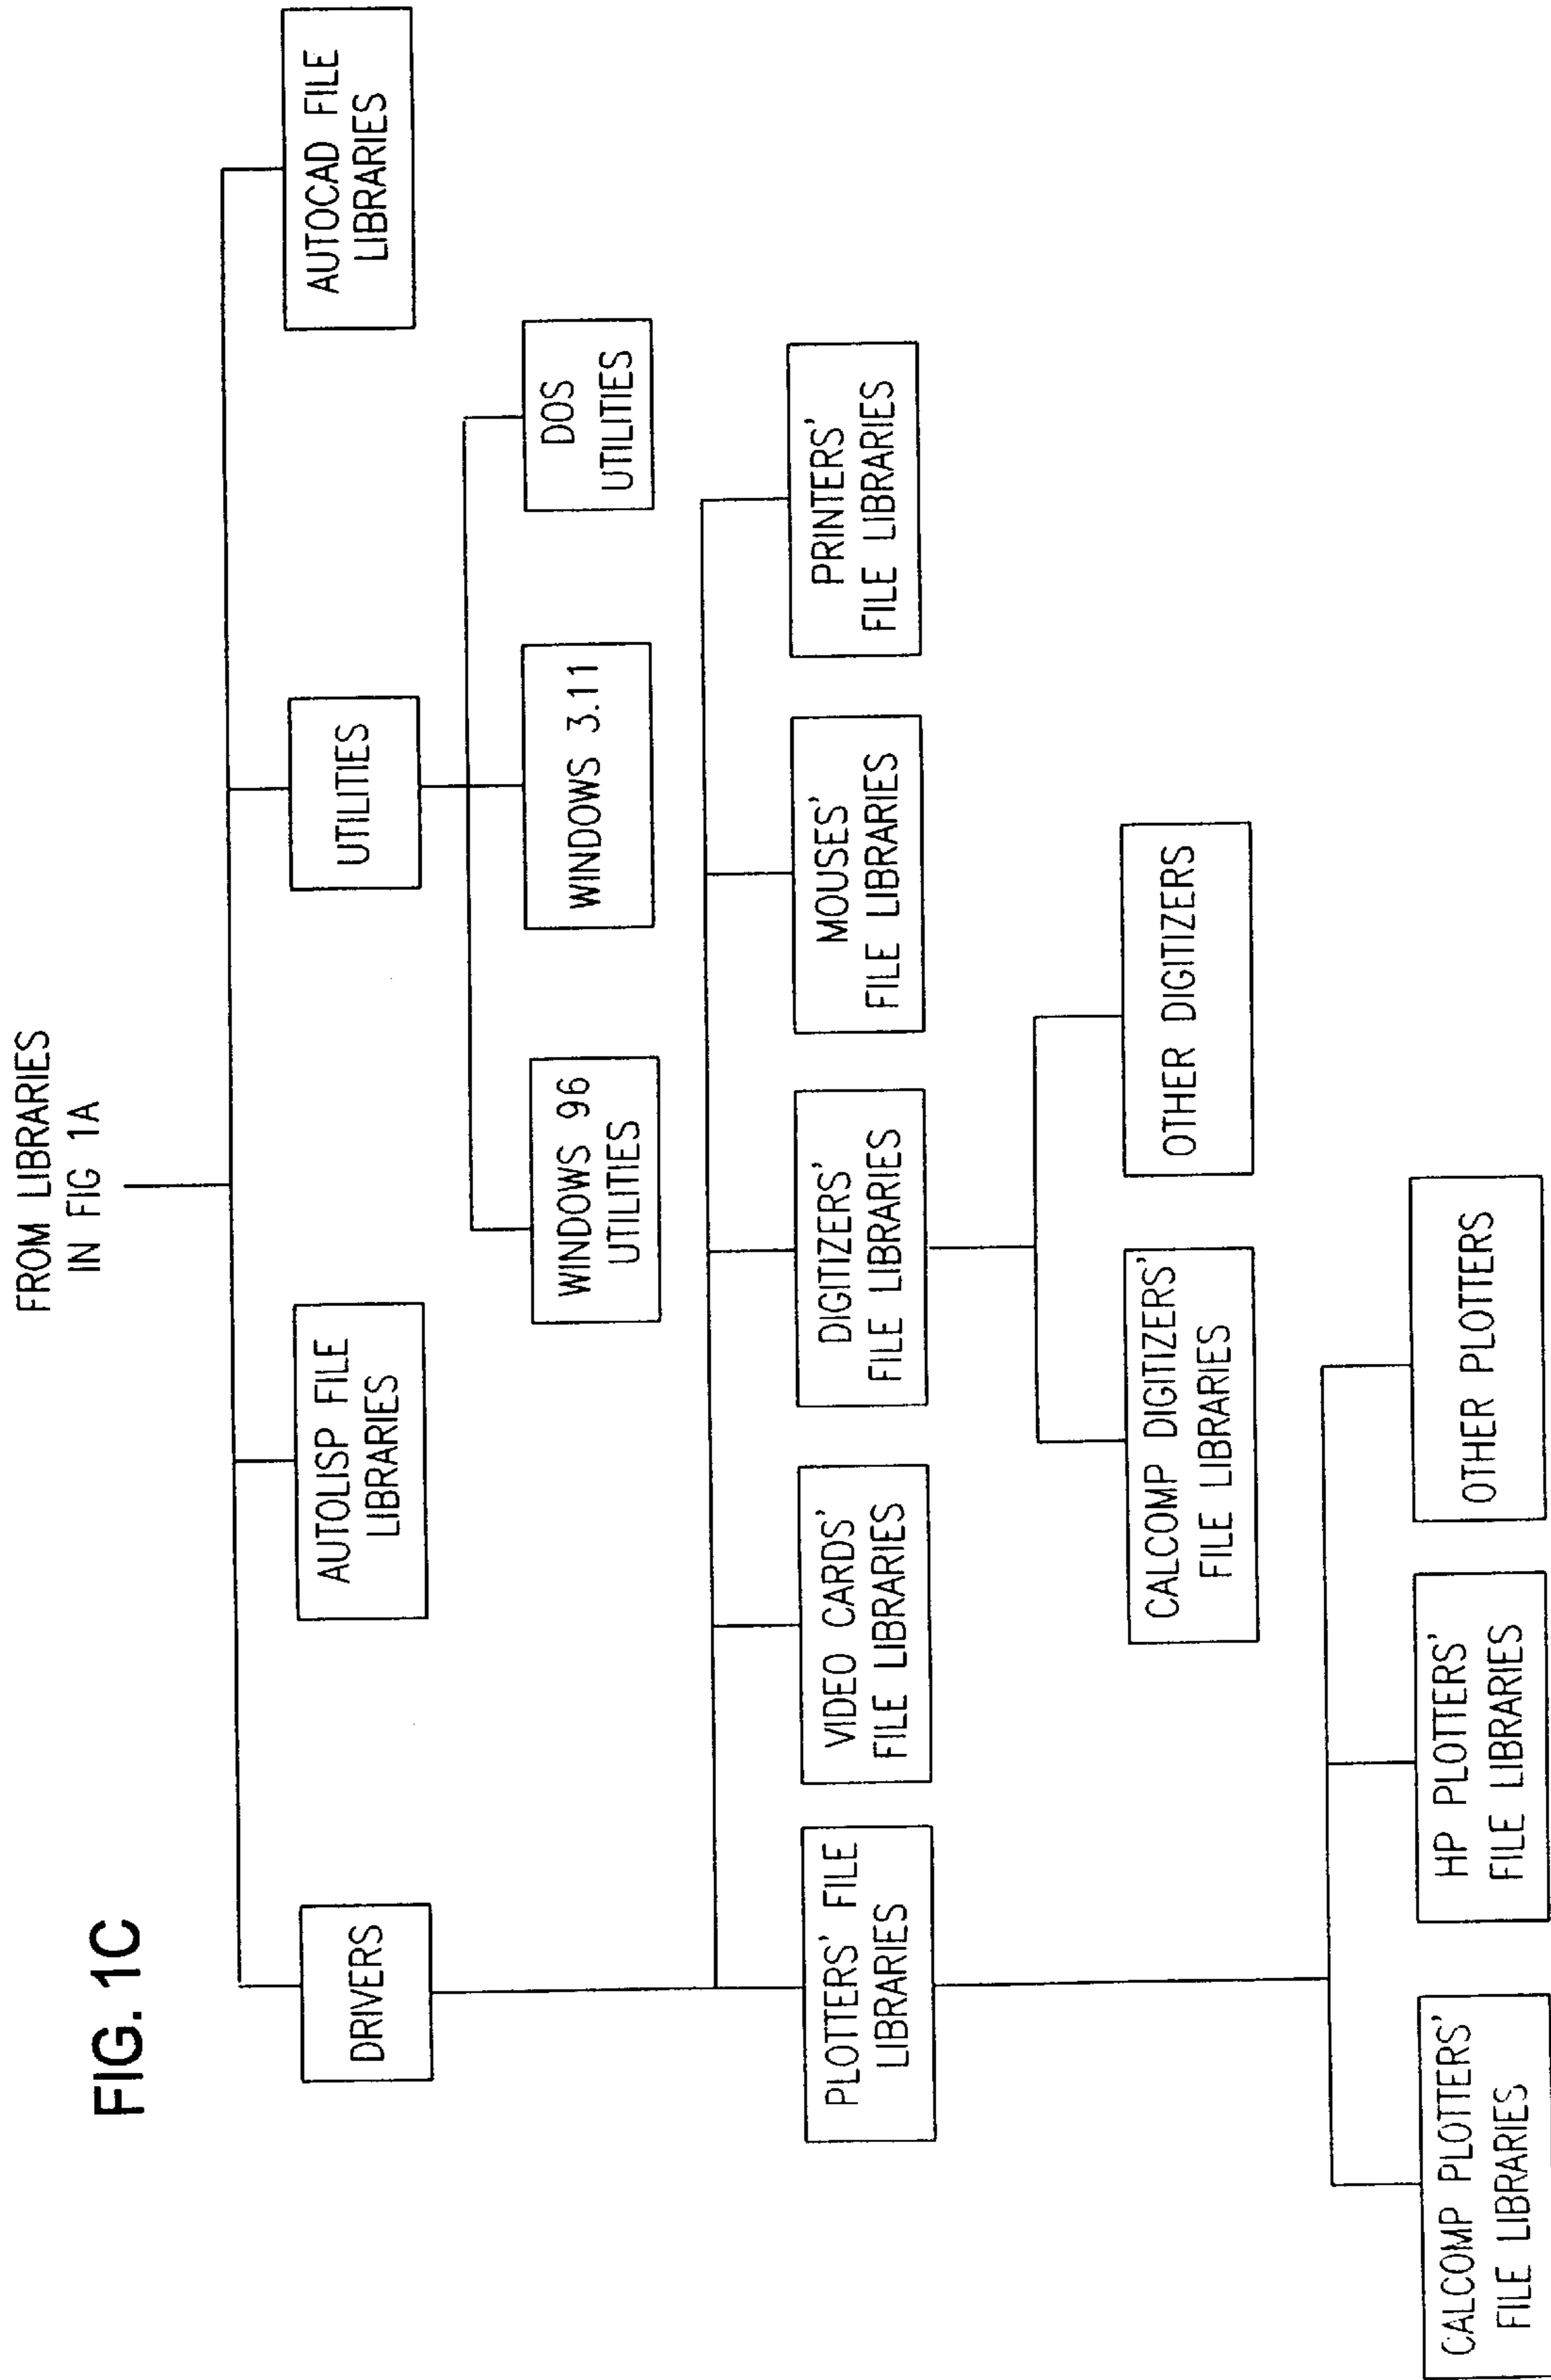 FIG. 1C
FROM LIBRARIES
IN FIG 1A
DRIVERS
AUTOLISP FILE
LIBRARIES
UTILITIES
AUTOCAD FILE
LIBRARIES
WINDOWS 96
UTILITIES
WINDOWS 3.11
DOS
UTILITIES
PLOTTERS' FILE
LIBRARIES
VIDEO CARDS'
FILE LIBRARIES
DIGITIZERS'
FILE LIBRARIES
MOUSES'
FILE LIBRARIES
PRINTERS'
FILE LIBRARIES
CALCOMP DIGITIZERS'
FILE LIBRARIES
OTHER DIGITIZERS
CALCOMP PLOTTERS'
FILE LIBRARIES
HP PLOTTERS'
FILE LIBRARIES
OTHER PLOTTERS